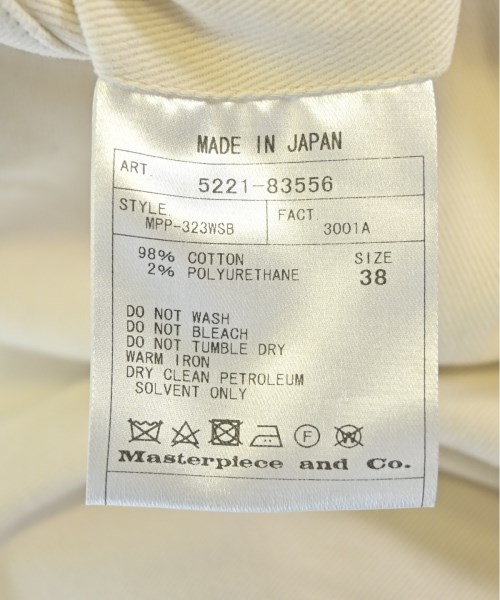 MADE IN JAPAN
ART. 5221-83556
STYLE MPP-323WSB
FACT 3001A
98% COTTON
2% POLYURETHANE
SIZE
38
DO NOT WASH
DO NOT BLEACH
DO NOT TUMBLE DRY
WARM IRON
DRY CLEAN PETROLEUM
SOLVENT ONLY
F W
Masterpiece and Co.